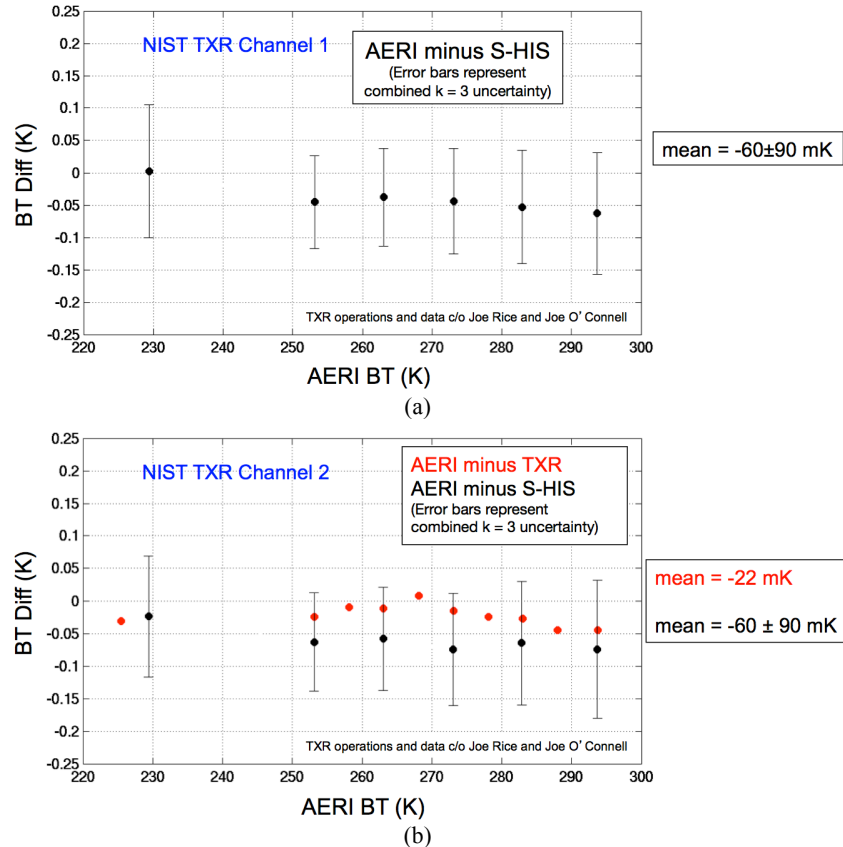 0.25
0.2
0.15
0.1
0.05
0
-0.05
-0.1
-0.15
-0.2
-0.25
BT Diff (K)
NIST TXR Channel 1
AERI minus S-HIS
(Error bars represent
combined k = 3 uncertainty)
mean = -60±90 mK
TXR operations and data c/o Joe Rice and Joe O' Connell
220 230 240 250 260 270 280 290 300
AERI BT (K)
(a)
0.25
0.2
0.15
0.1
0.05
0
-0.05
-0.1
-0.15
-0.2
-0.25
BT Diff (K)
NIST TXR Channel 2
AERI minus TXR
AERI minus S-HIS
(Error bars represent
combined k = 3 uncertainty)
mean = -22 mK
mean = -60 ± 90 mK
TXR operations and data c/o Joe Rice and Joe O' Connell
220 230 240 250 260 270 280 290 300
AERI BT (K)
(b)